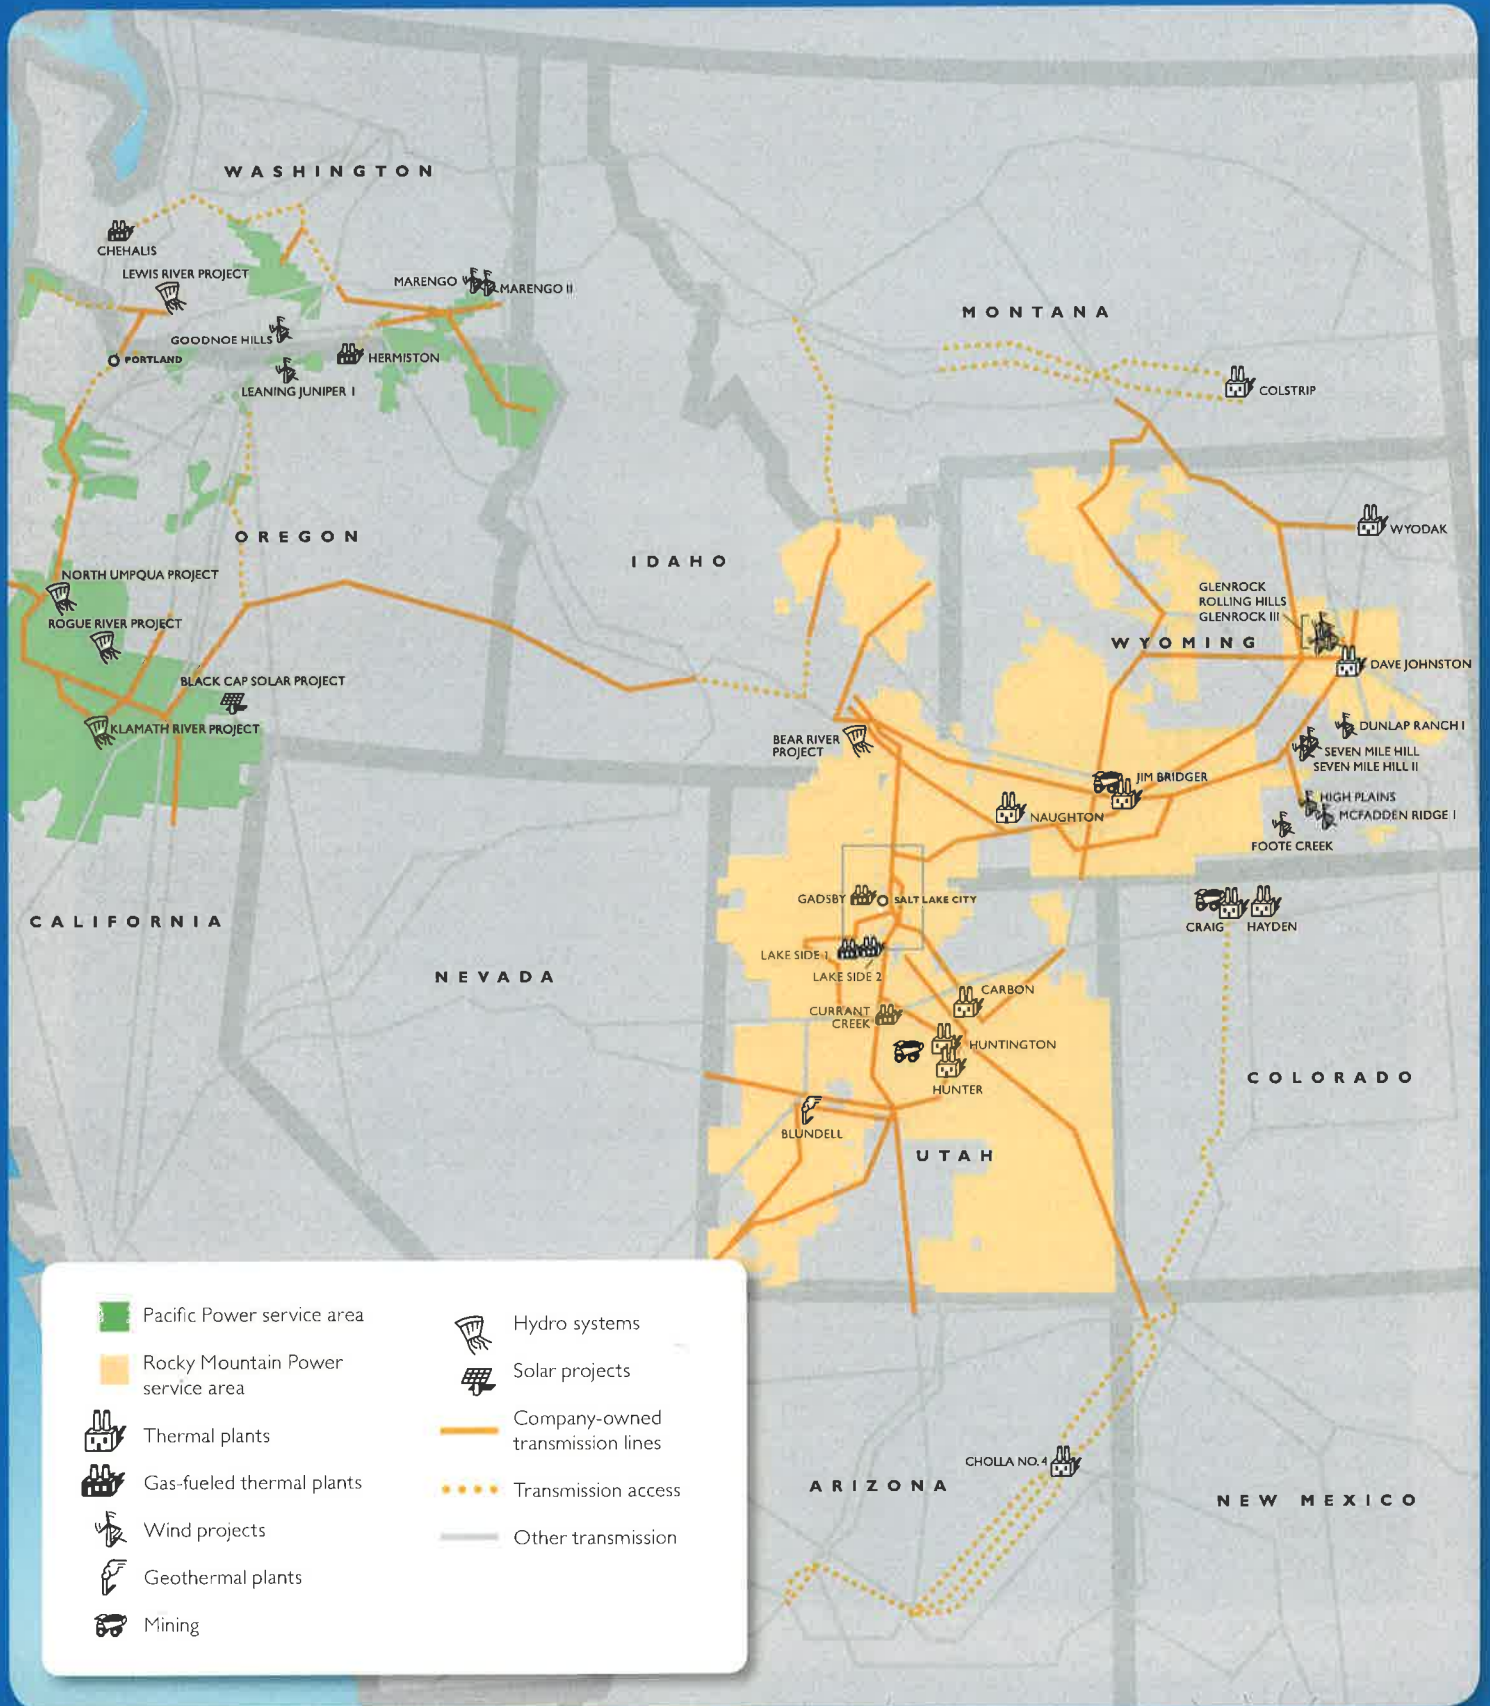 WASHINGTON
CHEHALIS
LEWIS RIVER PROJECT
MARENGO
MARENGO II
GOODNOE HILLS
PORTLAND
HERMISTON
LEANING JUNIPER I
MONTANA
COLSTRIP
OREGON
IDAHO
WYODAK
NORTH UMPQUA PROJECT
ROGUE RIVER PROJECT
GLENROCK
ROLLING HILLS
GLENROCK III
WYOMING
DAVE JOHNSTON
BLACK CAP SOLAR PROJECT
KLAMATH RIVER PROJECT
BEAR RIVER
PROJECT
DUNLAP RANCH I
SEVEN MILE HILL
SEVEN MILE HILL II
JIM BRIDGER
NAUGHTON
HIGH PLAINS
MCFADDEN RIDGE I
FOOTE CREEK
GADSBY
SALT LAKE CITY
CRAIG
HAYDEN
CALIFORNIA
NEVADA
LAKE SIDE 1
LAKE SIDE 2
CARBON
CURRANT
CREEK
HUNTINGTON
HUNTER
COLORADO
BLUNDELL
UTAH
CHOLLA NO. 4
ARIZONA
NEW MEXICO
Pacific Power service area
Rocky Mountain Power
service area
Thermal plants
Gas-fueled thermal plants
Wind projects
Geothermal plants
Mining
Hydro systems
Solar projects
Company-owned
transmission lines
Transmission access
Other transmission